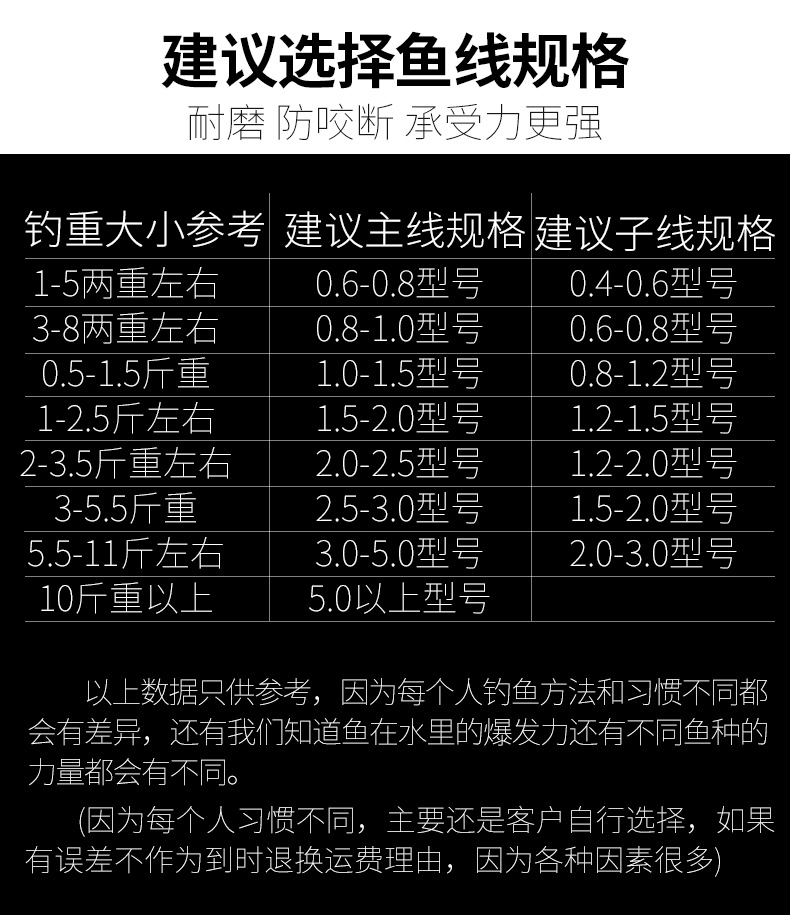 建议选择鱼线规格
耐磨 防咬断 承受力更强
钓重大小参考 建议主线规格 建议子线规格
1-5两重左右 0.6-0.8型号 0.4-0.6型号
3-8两重左右 0.8-1.0型号 0.6-0.8型号
0.5-1.5斤重 1.0-1.5型号 0.8-1.2型号
1-2.5斤左右 1.5-2.0型号 1.2-1.5型号
2-3.5斤重左右 2.0-2.5型号 1.2-2.0型号
3-5.5斤重 2.5-3.0型号 1.5-2.0型号
5.5-11斤左右 3.0-5.0型号 2.0-3.0型号
10斤重以上 5.0以上型号
以上数据只供参考，因为每个人钓鱼方法和习惯不同都
会有差异，还有我们知道鱼在水里的爆发力还有不同鱼种的
力量都会有不同。
(因为每个人习惯不同，主要还是客户自行选择，如果
有误差不作为到时退换运费理由，因为各种因素很多)